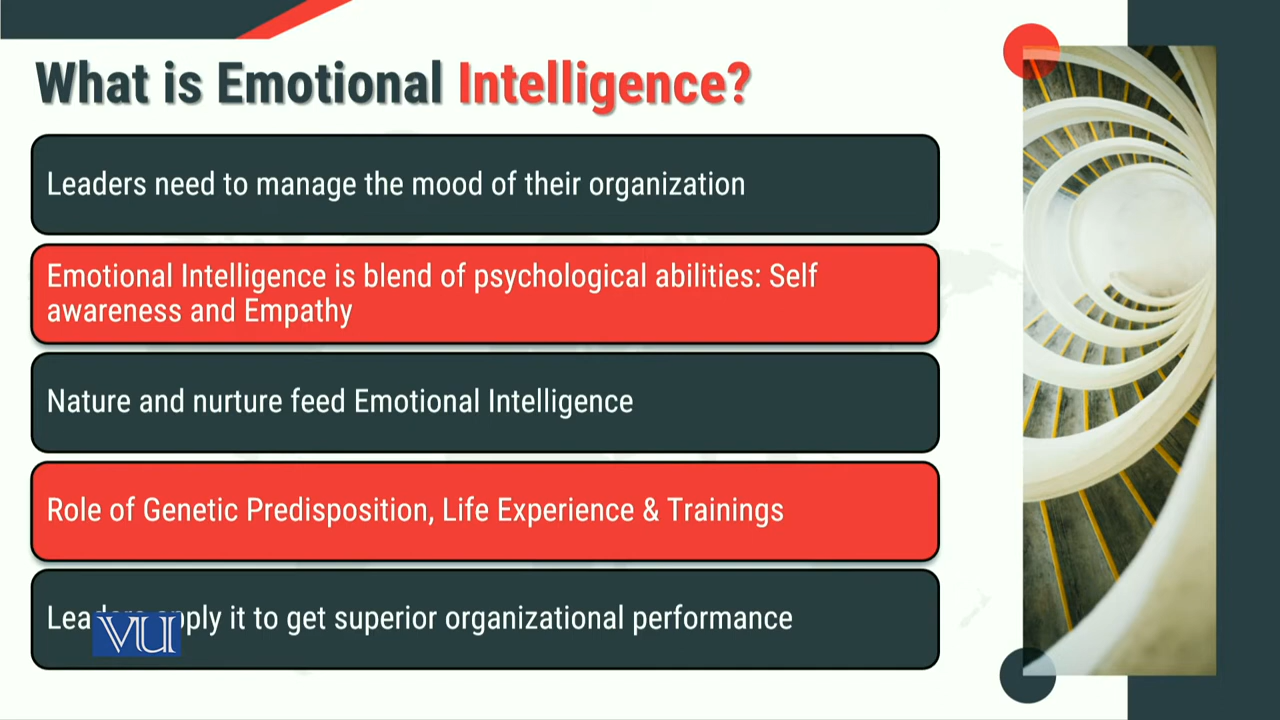 What is Emotional Intelligence?
Leaders need to manage the mood of their organization
Emotional Intelligence is blend of psychological abilities: Self
awareness and Empathy
Nature and nurture feed Emotional Intelligence
Role of Genetic Predisposition, Life Experience & Trainings
Leaders apply it to get superior organizational performance
VU